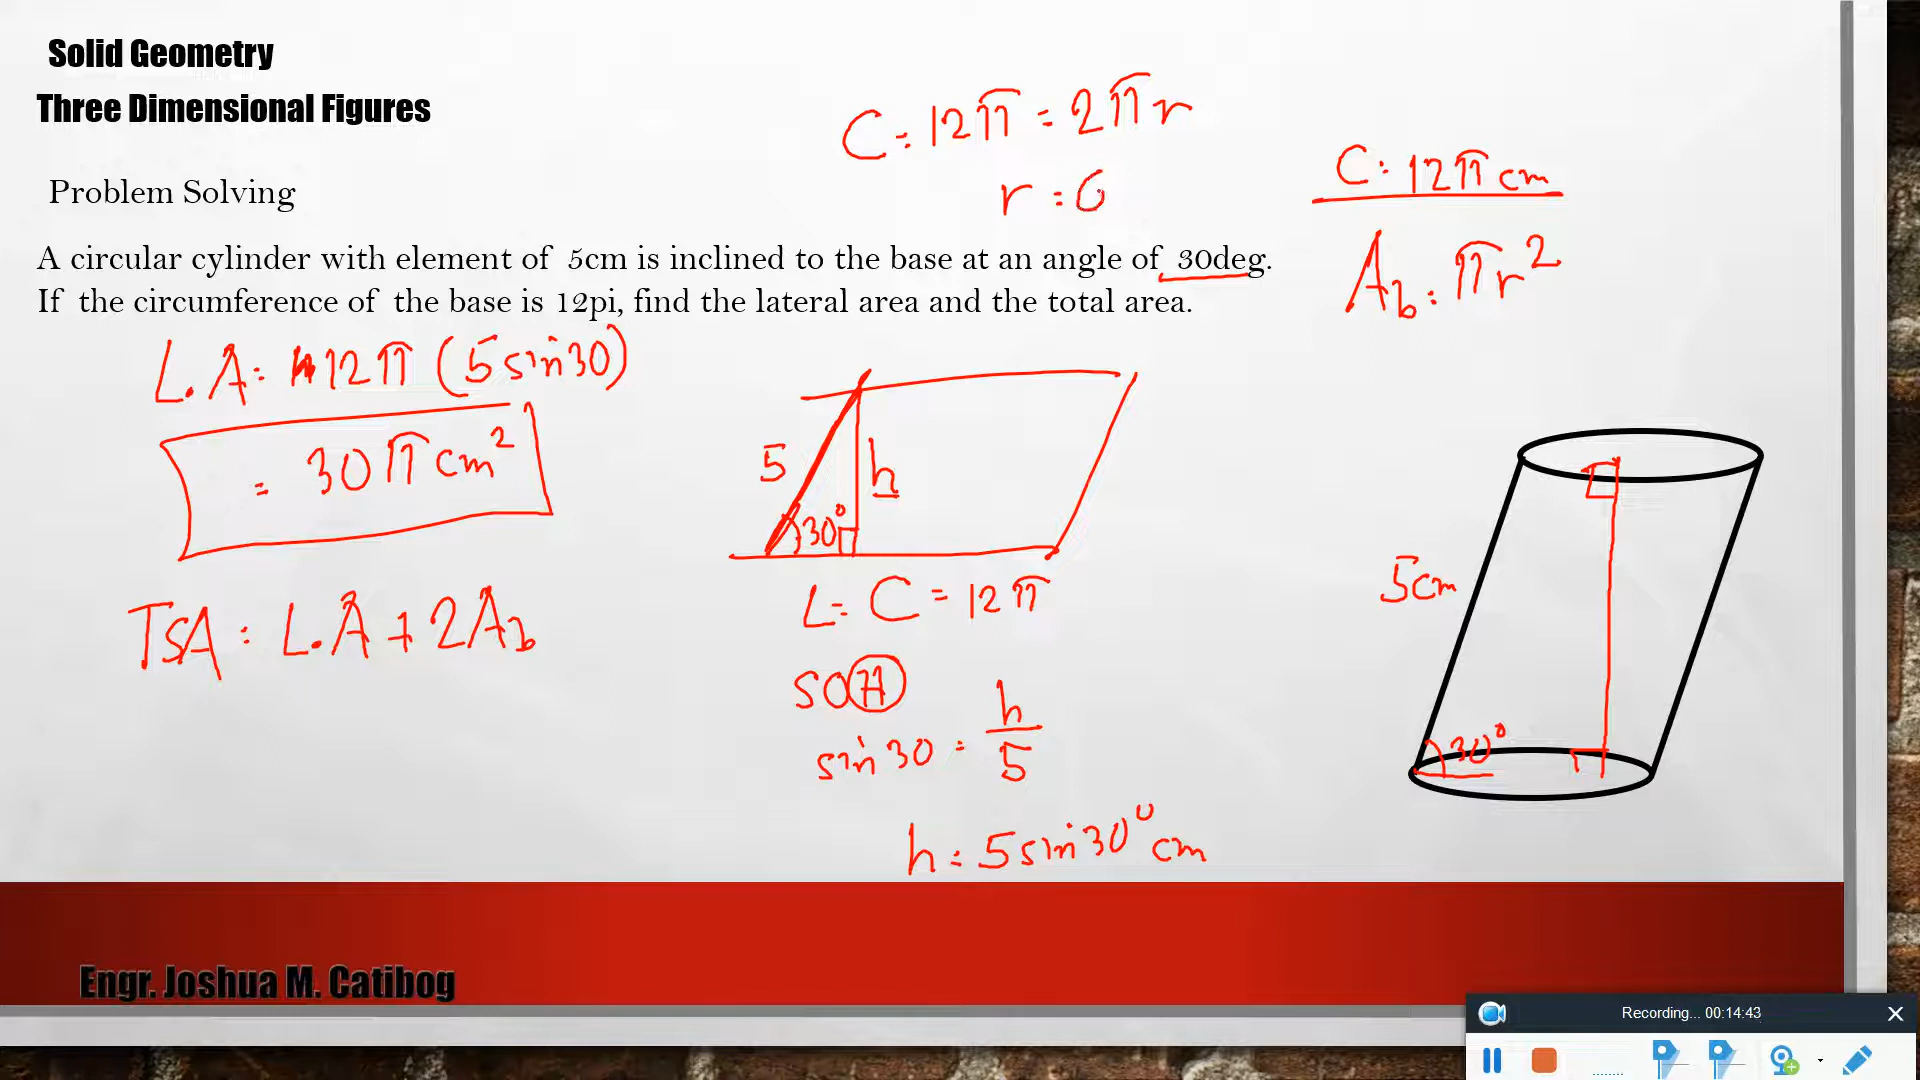 Solid Geometry
Three Dimensional Figures
Problem Solving
C = 12π = 2πr
r = 6
C = 12π cm
A circular cylinder with element of 5cm is inclined to the base at an angle of 30deg.
If the circumference of the base is 12pi, find the lateral area and the total area.
A_b = πr²
L.A = 12π (5 sin 30)
= 30π cm²
TSA = L.A + 2A_b
5
h
30°
L = C = 12π
SOH
sin 30 = h/5
h = 5 sin 30° cm
5cm
30°
Engr. Joshua M. Catibog
Recording... 00:14:43